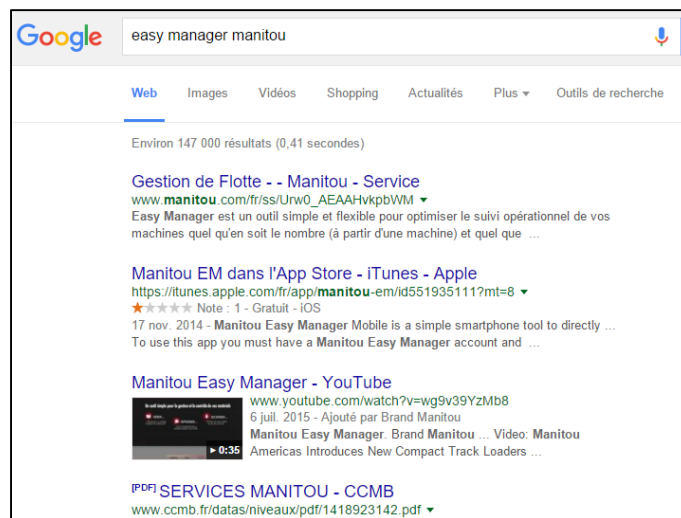 Google
easy manager manitou
Web Images Vidéos Shopping Actualités Plus Outils de recherche
Environ 147 000 résultats (0,41 secondes)
Gestion de Flotte - - Manitou - Service
www.manitou.com/fr/ss/Urw0_AEAAHvkpbWM
Easy Manager est un outil simple et flexible pour optimiser le suivi opérationnel de vos
machines quel qu'en soit le nombre (à partir d'une machine) et quel que ...
Manitou EM dans l'App Store - iTunes - Apple
https://itunes.apple.com/fr/app/manitou-em/id551935111?mt=8
Note : 1 - Gratuit - iOS
17 nov. 2014 - Manitou Easy Manager Mobile is a simple smartphone tool to directly ...
To use this app you must have a Manitou Easy Manager account and ...
Manitou Easy Manager - YouTube
www.youtube.com/watch?v=wg9v39YzMb8
6 juil. 2015 - Ajouté par Brand Manitou
Manitou Easy Manager. Brand Manitou ... Video: Manitou
Americas Introduces New Compact Track Loaders ...
0:35
[PDF] SERVICES MANITOU - CCMB
www.ccmb.fr/datas/niveaux/pdf/1418923142.pdf